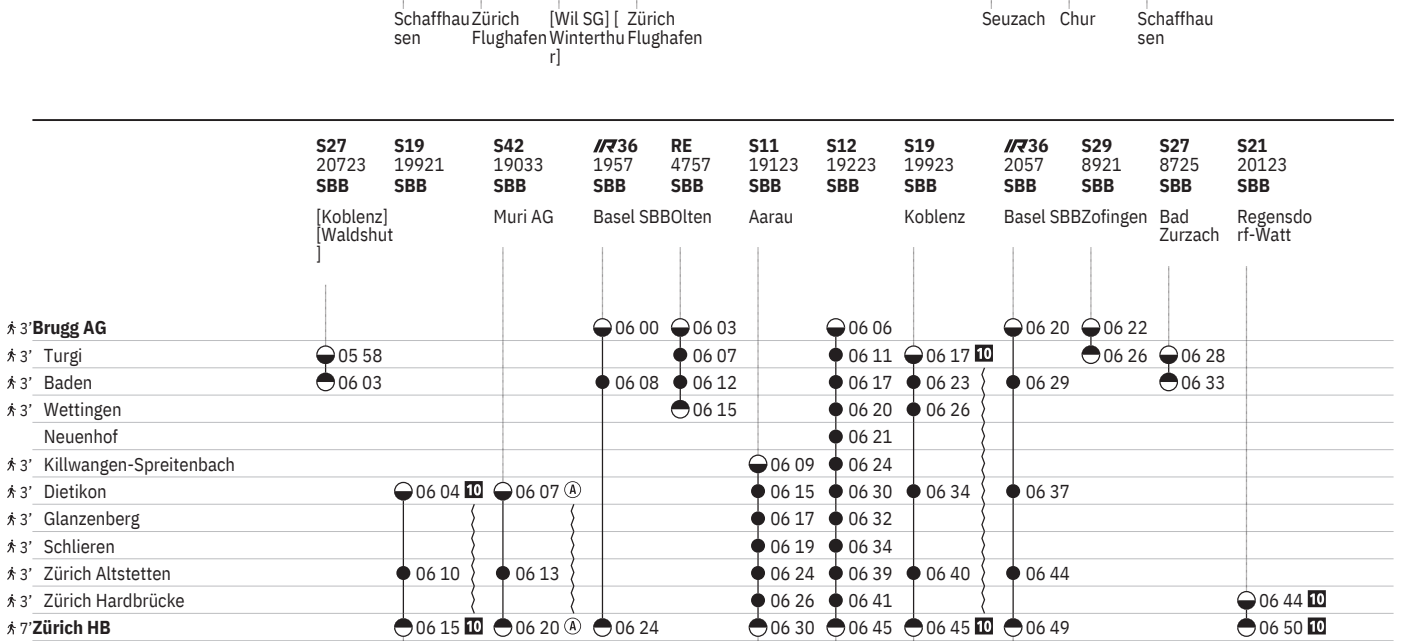 Schaffhau Zürich [Wil SG] [ Zürich Seuzach Chur Schaffhau
sen Flughafen Winterthu Flughafen sen
r]
S27 S19 S42 IR36 RE S11 S12 S19 IR36 S29 S27 S21
20723 19921 19033 1957 4757 19123 19223 19923 2057 8921 8725 20123
SBB SBB SBB SBB SBB SBB SBB SBB SBB SBB SBB SBB
[Koblenz] Muri AG Basel SBB Olten Aarau Koblenz Basel SBB Zofingen Bad Regensdo
[Waldshut Zurzach rf-Watt
]
3' Brugg AG 06 00 06 03 06 06 06 20 06 22
3' Turgi 05 58 06 07 06 11 06 17 10 06 26 06 28
3' Baden 06 03 06 08 06 12 06 17 06 23 06 29 06 33
3' Wettingen 06 15 06 20 06 26
Neuenhof 06 21
3' Killwangen-Spreitenbach 06 09 06 24
3' Dietikon 06 04 10 06 07 A 06 15 06 30 06 34 06 37
3' Glanzenberg 06 17 06 32
3' Schlieren 06 19 06 34
3' Zürich Altstetten 06 10 06 13 06 24 06 39 06 40 06 44
3' Zürich Hardbrücke 06 26 06 41 06 44 10
7' Zürich HB 06 15 10 06 20 A 06 24 06 30 06 45 06 45 10 06 49 06 50 10